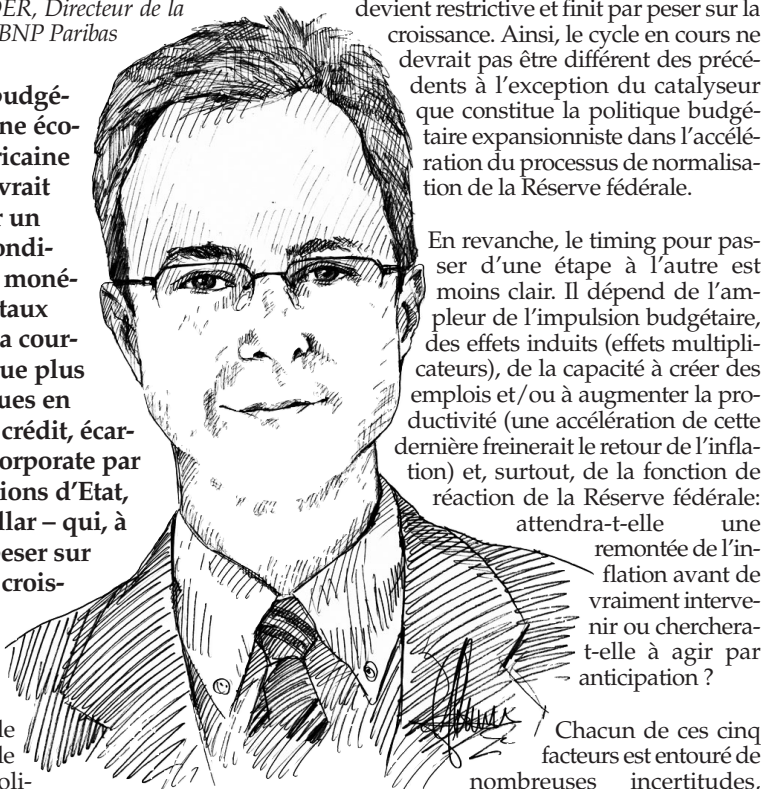 DER, Directeur de la
BNP Paribas
budgé-
ne éco-
ricaine
vrait
r un
ondi-
moné-
taux
a cour-
ue plus
ues en
crédit, écar-
orporate par
ions d'Etat,
llar – qui, à
eser sur
crois-
le
le
oli-
devient restrictive et finit par peser sur la
croissance. Ainsi, le cycle en cours ne
devrait pas être différent des précé-
dents à l'exception du catalyseur
que constitue la politique budgé-
taire expansionniste dans l'accélé-
ration du processus de normalisa-
tion de la Réserve fédérale.
En revanche, le timing pour pas-
ser d'une étape à l'autre est
moins clair. Il dépend de l'am-
pleur de l'impulsion budgétaire,
des effets induits (effets multipli-
cateurs), de la capacité à créer des
emplois et/ou à augmenter la pro-
ductivité (une accélération de cette
dernière freinerait le retour de l'infla-
tion) et, surtout, de la fonction de
réaction de la Réserve fédérale:
attendra-t-elle une
remontée de l'in-
flation avant de
vraiment interve-
nir ou cherchera-
t-elle à agir par
anticipation ?
Chacun de ces cinq
facteurs est entouré de
nombreuses incertitudes,